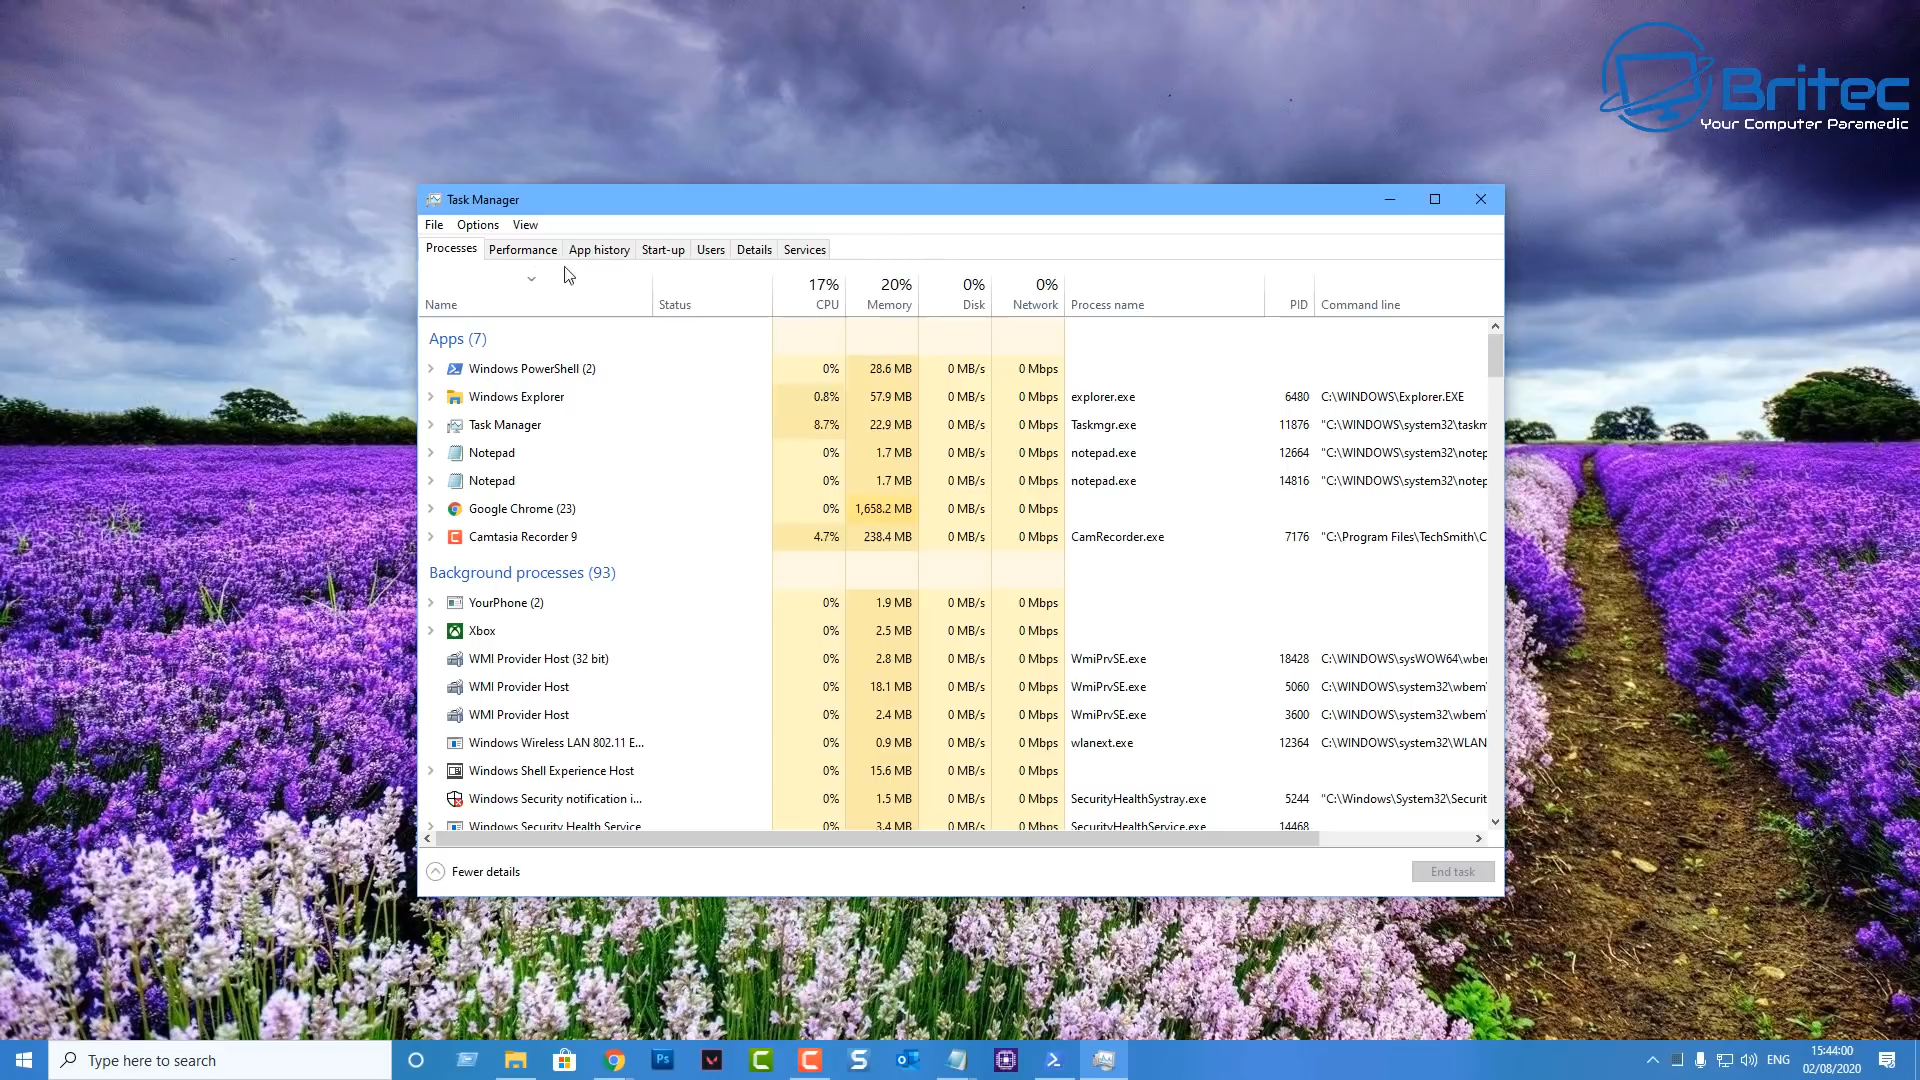 Britec
Your Computer Paramedic
Task Manager
File Options View
Processes Performance App history Start-up Users Details Services
17% 20% 0% 0%
Name Status CPU Memory Disk Network Process name PID Command line
Apps (7)
Windows PowerShell (2) 0% 28.6 MB 0 MB/s 0 Mbps
Windows Explorer 0.8% 57.9 MB 0 MB/s 0 Mbps explorer.exe 6480 C:\WINDOWS\Explorer.EXE
Task Manager 8.7% 22.9 MB 0 MB/s 0 Mbps Taskmgr.exe 11876 "C:\WINDOWS\system32\taskm
Notepad 0% 1.7 MB 0 MB/s 0 Mbps notepad.exe 12664 "C:\WINDOWS\system32\notep
Notepad 0% 1.7 MB 0 MB/s 0 Mbps notepad.exe 14816 "C:\WINDOWS\system32\notep
Google Chrome (23) 0% 1,658.2 MB 0 MB/s 0 Mbps
Camtasia Recorder 9 4.7% 238.4 MB 0 MB/s 0 Mbps CamRecorder.exe 7176 "C:\Program Files\TechSmith\C
Background processes (93)
YourPhone (2) 0% 1.9 MB 0 MB/s 0 Mbps
Xbox 0% 2.5 MB 0 MB/s 0 Mbps
WMI Provider Host (32 bit) 0% 2.8 MB 0 MB/s 0 Mbps WmiPrvSE.exe 18428 C:\WINDOWS\sysWOW64\wbe
WMI Provider Host 0% 18.1 MB 0 MB/s 0 Mbps WmiPrvSE.exe 5060 C:\WINDOWS\system32\wbem\
WMI Provider Host 0% 2.4 MB 0 MB/s 0 Mbps WmiPrvSE.exe 3600 C:\WINDOWS\system32\wbem\
Windows Wireless LAN 802.11 E... 0% 0.9 MB 0 MB/s 0 Mbps wlanext.exe 12364 C:\WINDOWS\system32\WLAN
Windows Shell Experience Host 0% 15.6 MB 0 MB/s 0 Mbps
Windows Security notification i... 0% 1.5 MB 0 MB/s 0 Mbps SecurityHealthSystray.exe 5244 "C:\Windows\System32\Securit
Windows Security Health Service 0% 3.4 MB 0 MB/s 0 Mbps SecurityHealthService.exe 14468
Fewer details End task
Type here to search Ps ENG 15:44:00
02/08/2020